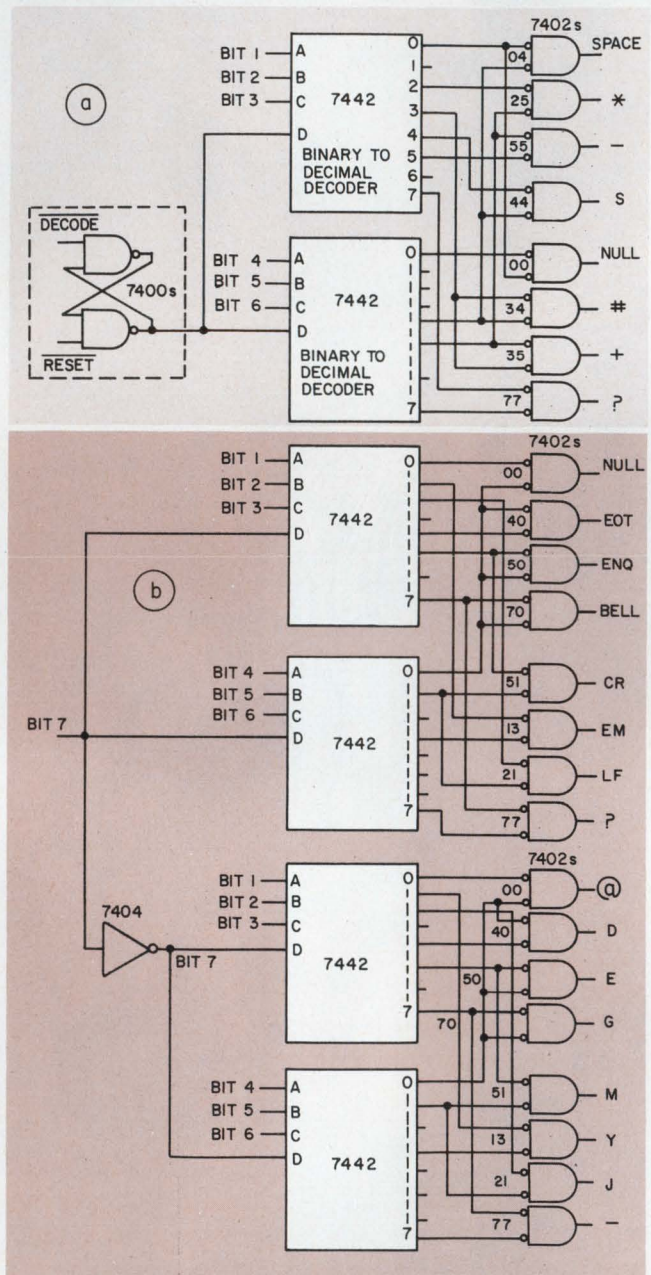 a
BIT 1
BIT 2
BIT 3
A
B
C
D
7442
BINARY TO
DECIMAL
DECODER
0
1
2
3
4
5
6
7
7402s
04
SPACE
25
*
55
–
44
S
DECODE
7400s
RESET
BIT 4
BIT 5
BIT 6
A
B
C
D
7442
BINARY TO
DECIMAL
DECODER
0
7
00
NULL
34
#
35
+
77
?
b
BIT 1
BIT 2
BIT 3
A
B
C
D
7442
0
7
7402s
00
NULL
40
EOT
50
ENQ
70
BELL
BIT 7
BIT 4
BIT 5
BIT 6
A
B
C
D
7442
0
7
51
CR
13
EM
21
LF
77
?
7404
BIT 7
BIT 1
BIT 2
BIT 3
A
B
C
D
7442
0
7
7402s
00
@
40
D
50
E
70
G
BIT 4
BIT 5
BIT 6
A
B
C
D
7442
0
7
51
M
13
Y
21
J
77
–